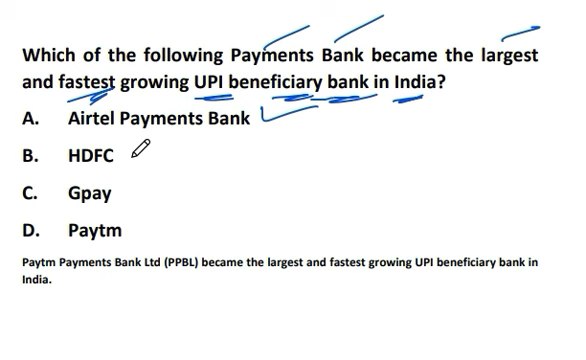 Which of the following Payments Bank became the largest
and fastest growing UPI beneficiary bank in India?
A. Airtel Payments Bank
B. HDFC
C. Gpay
D. Paytm
Paytm Payments Bank Ltd (PPBL) became the largest and fastest growing UPI beneficiary bank in
India.